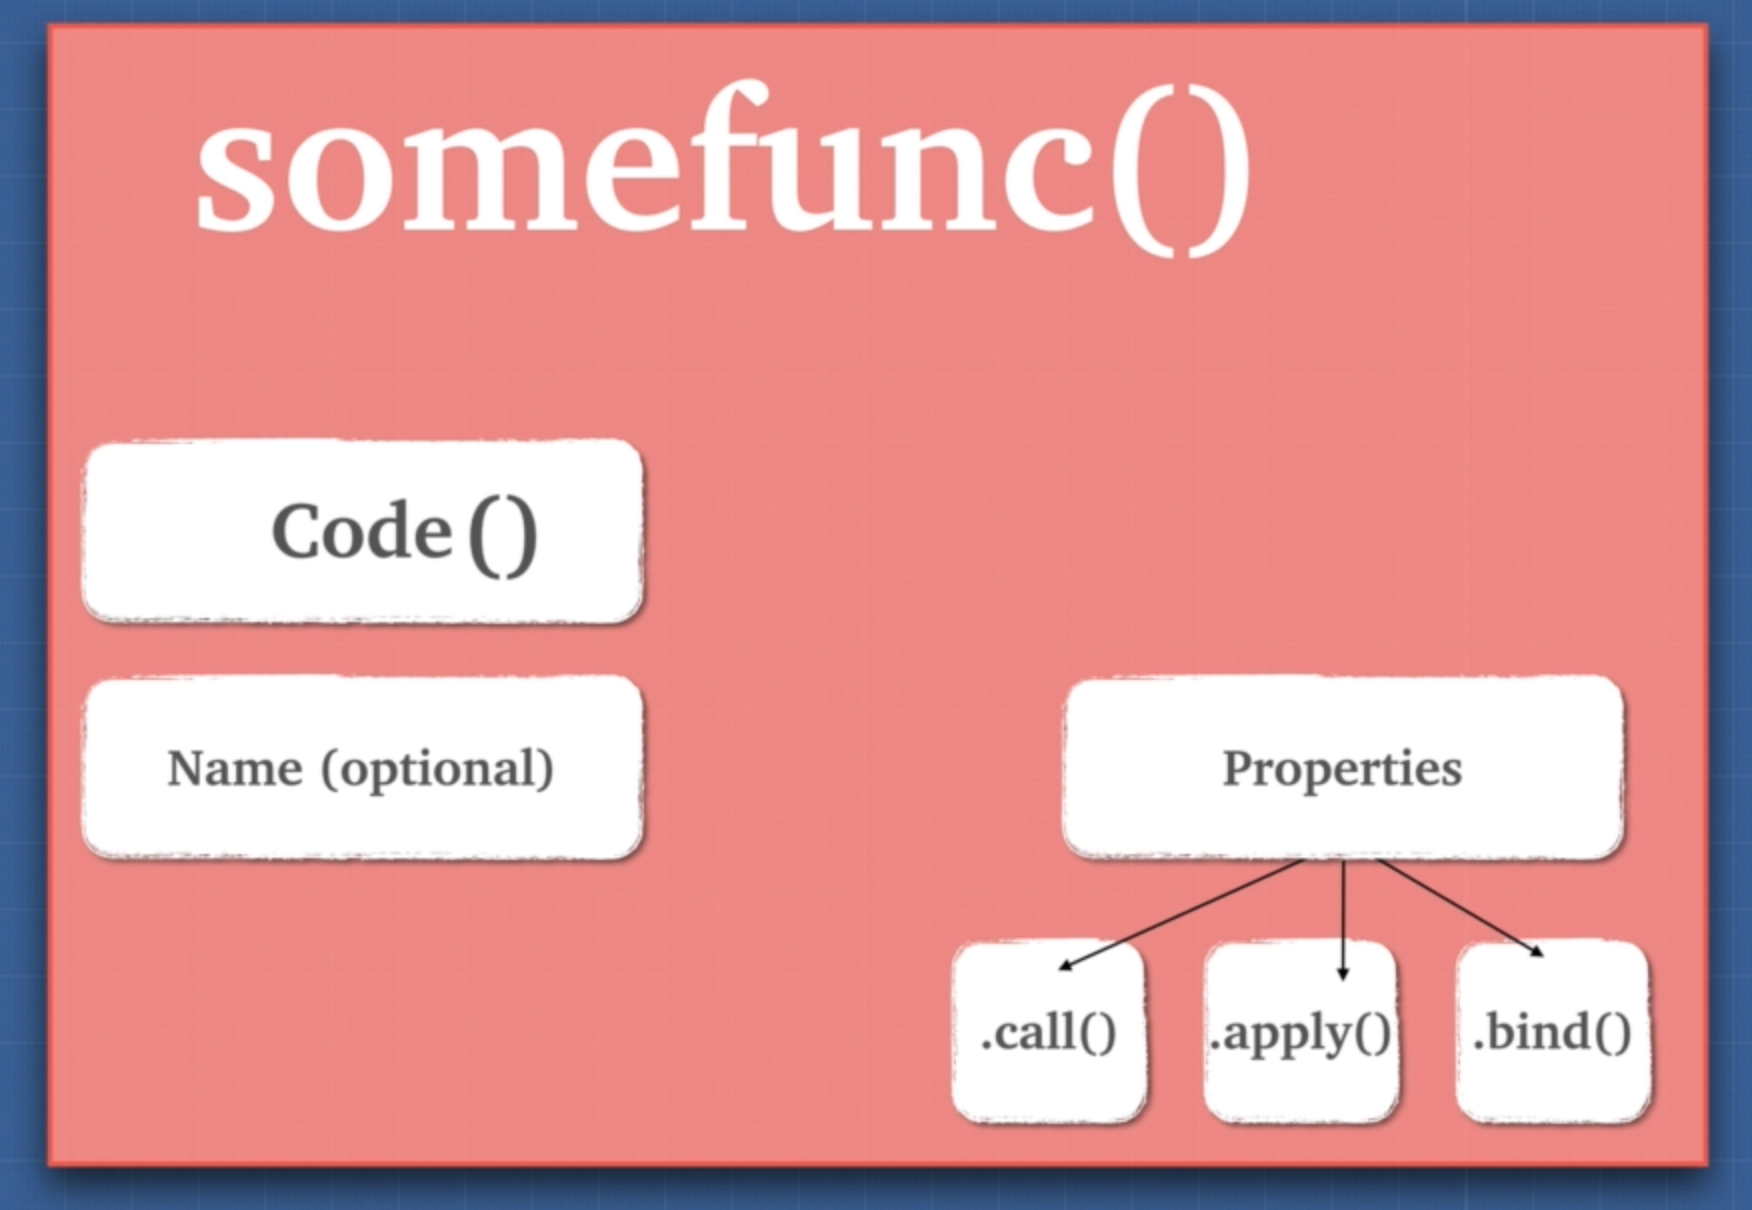 somefunc()
Code ()
Name (optional)
Properties
.call()
.apply()
.bind()